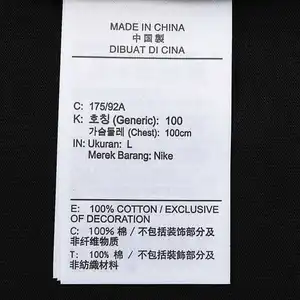 MADE IN CHINA
中国製
DIBUAT DI CINA
C: 175/92A
K: 호칭 (Generic): 100
가슴둘레 (Chest): 100cm
IN: Ukuran: L
Merek Barang: Nike
E: 100% COTTON / EXCLUSIVE
OF DECORATION
C: 100% 棉 / 不包括装饰部分及
非纤维物质
T: 100% 棉 / 不包括裝飾部分及
非紡織材料